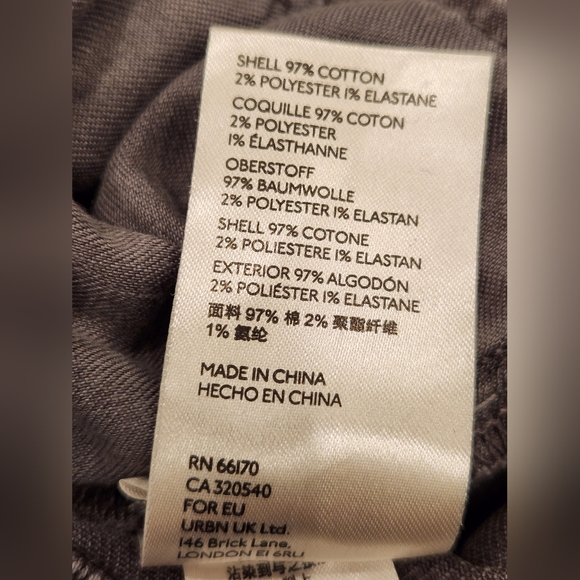 SHELL 97% COTTON
2% POLYESTER 1% ELASTANE
COQUILLE 97% COTON
2% POLYESTER
1% ÉLASTHANNE
OBERSTOFF
97% BAUMWOLLE
2% POLYESTER 1% ELASTAN
SHELL 97% COTONE
2% POLIESTERE 1% ELASTAN
EXTERIOR 97% ALGODÓN
2% POLIÉSTER 1% ELASTANE
面料 97% 棉 2% 聚酯纤维
1% 氨纶
MADE IN CHINA
HECHO EN CHINA
RN 66170
CA 320540
FOR EU
URBN UK Ltd.
146 Brick Lane,
LONDON E1 6RU